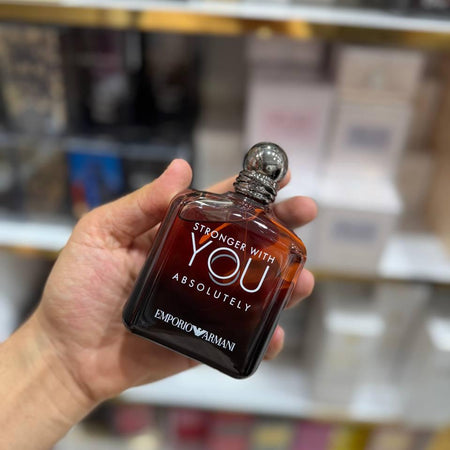 STRONGER WITH
YOU
ABSOLUTELY
EMPORIO ARMANI